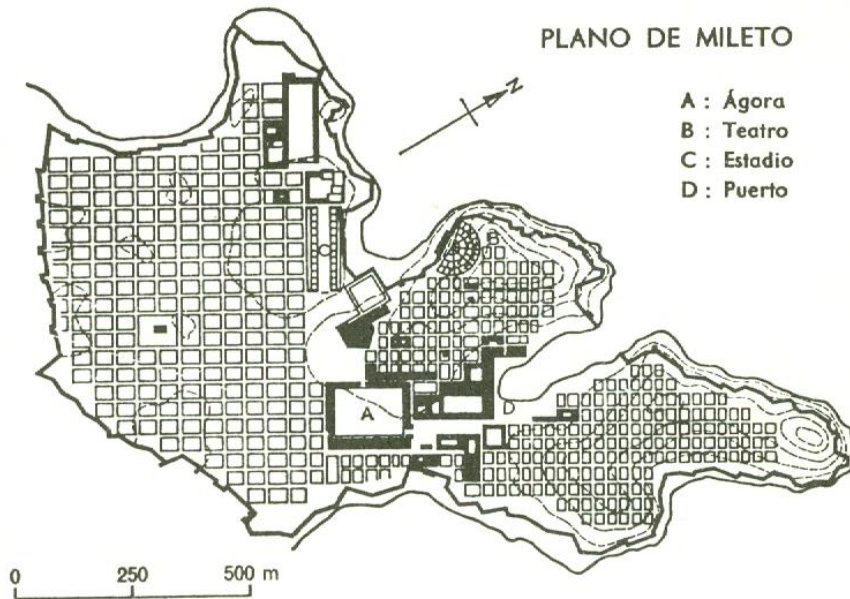 PLANO DE MILETO
N
A : Ágora
B : Teatro
C : Estadio
D : Puerto
B
C
A
D
0 250 500 m